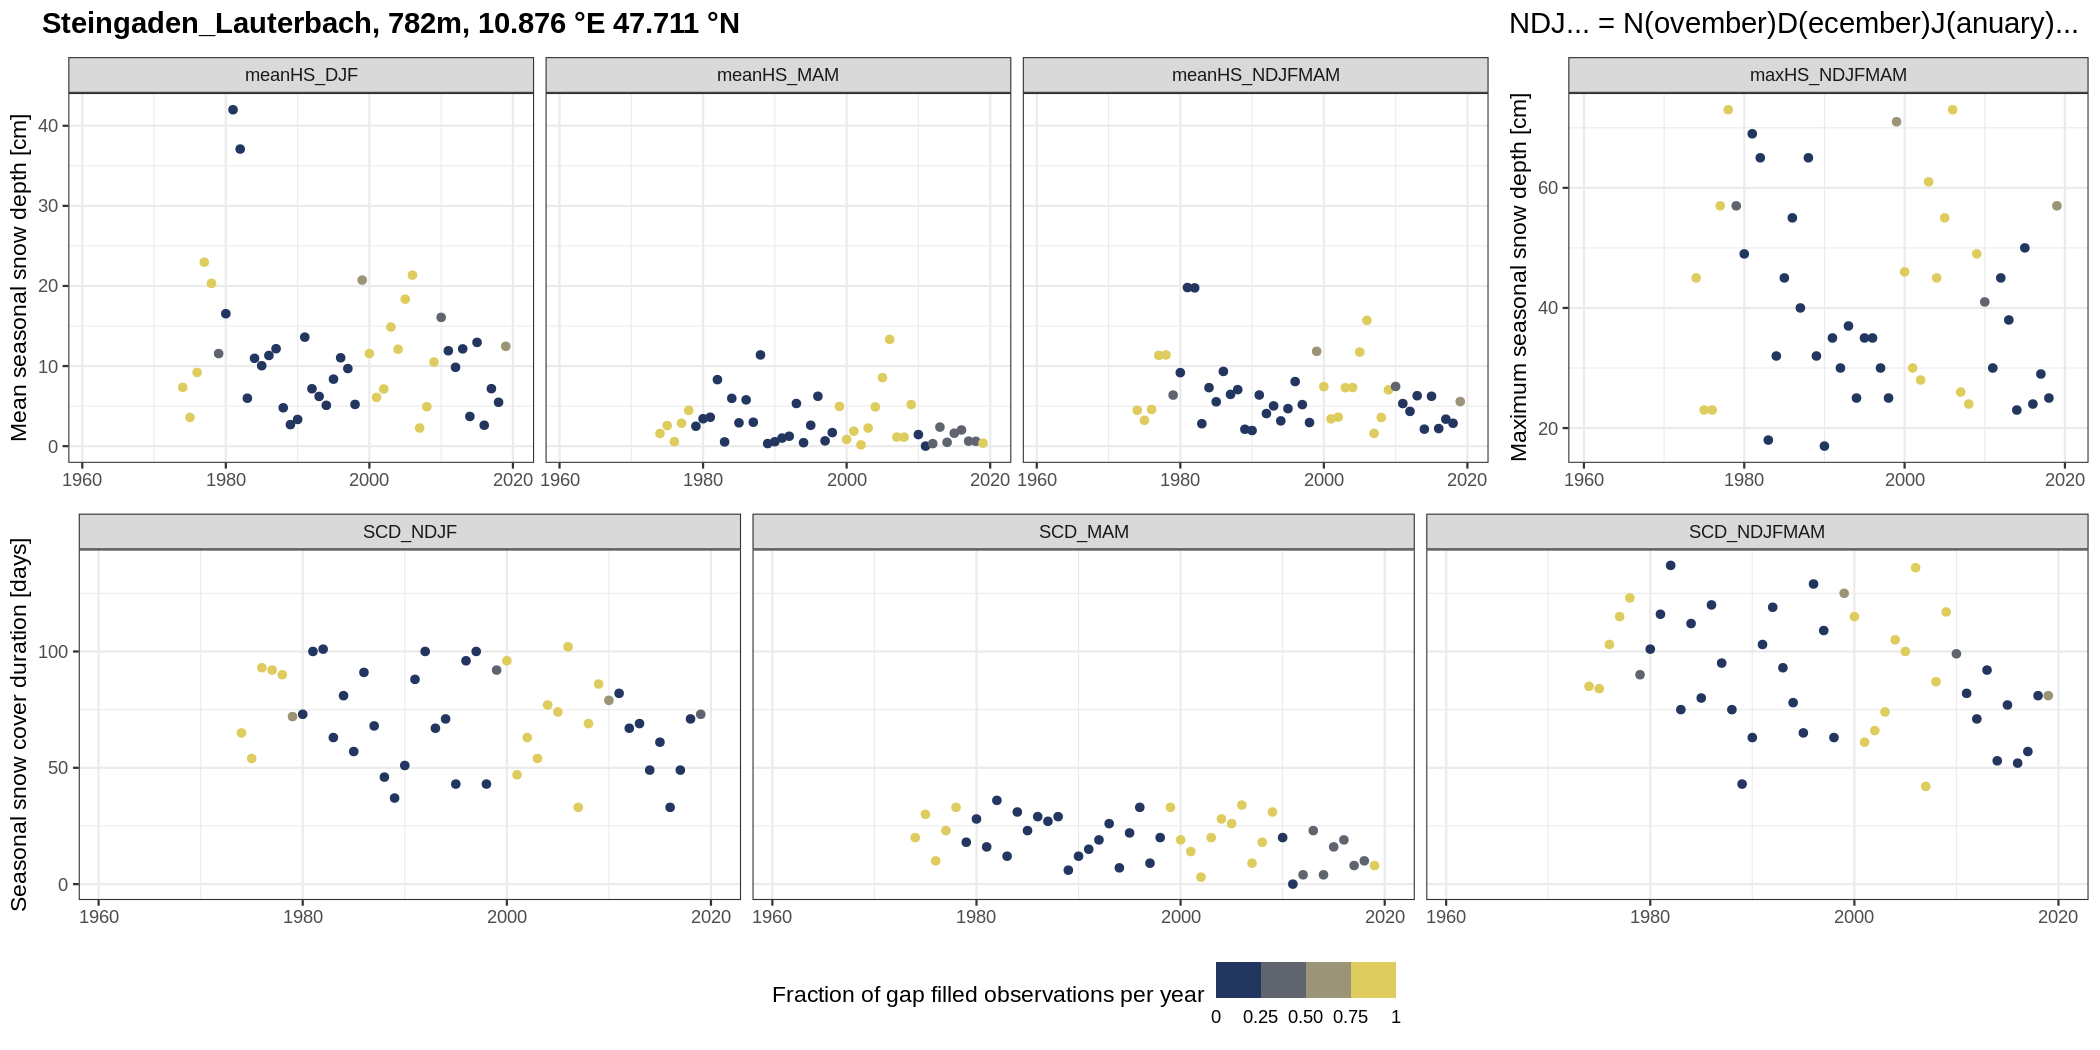 Steingaden_Lauterbach, 782m, 10.876 °E 47.711 °N
NDJ... = N(ovember)D(ecember)J(anuary)...
meanHS_DJF
meanHS_MAM
meanHS_NDJFMAM
maxHS_NDJFMAM
Mean seasonal snow depth [cm]
40
30
20
10
0
1960 1980 2000 2020
1960 1980 2000 2020
1960 1980 2000 2020
Maximum seasonal snow depth [cm]
60
40
20
1960 1980 2000 2020
SCD_NDJF
SCD_MAM
SCD_NDJFMAM
Seasonal snow cover duration [days]
100
50
0
1960 1980 2000 2020
1960 1980 2000 2020
1960 1980 2000 2020
Fraction of gap filled observations per year
0 0.25 0.50 0.75 1